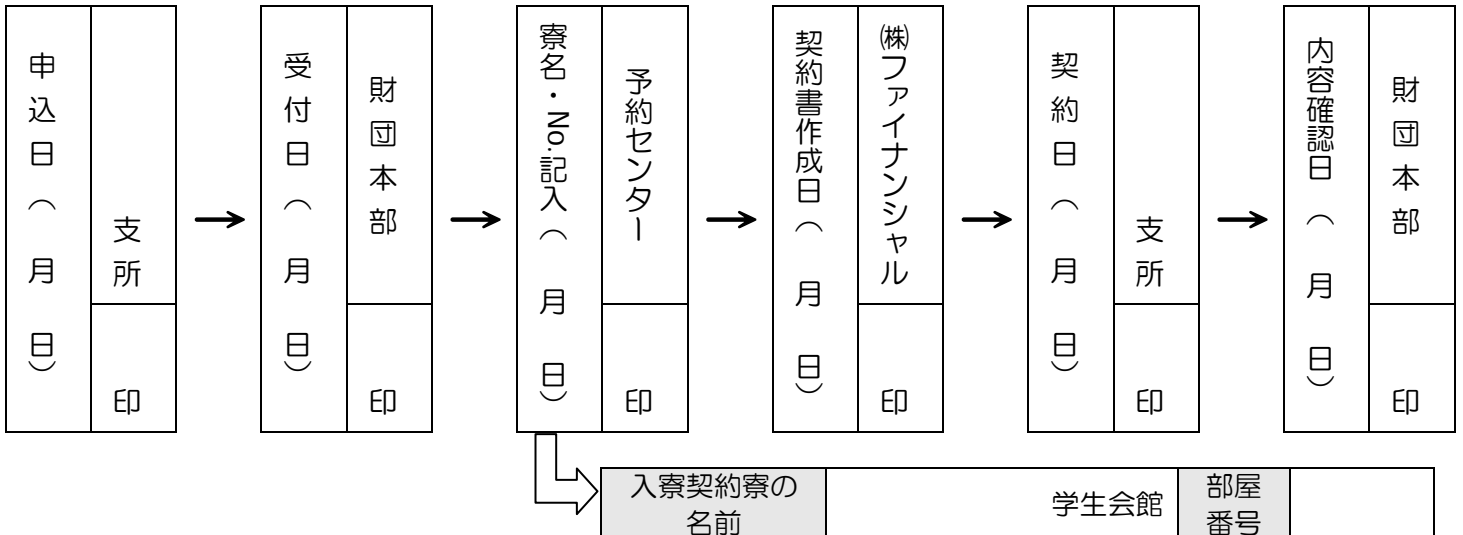 申込日(　月　日)
支所
印
→
受付日(　月　日)
財団本部
印
→
寮名・No.記入(　月　日)
予約センター
印
→
契約書作成日(　月　日)
㈱ファイナンシャル
印
→
契約日(　月　日)
支所
印
→
内容確認日(　月　日)
財団本部
印
入寮契約寮の
名前
学生会館
部屋
番号